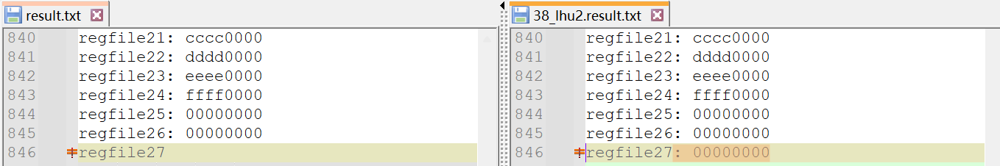 result.txt
840 regfile21: cccc0000
841 regfile22: dddd0000
842 regfile23: eeee0000
843 regfile24: ffff0000
844 regfile25: 00000000
845 regfile26: 00000000
846 regfile27
38_lhu2.result.txt
840 regfile21: cccc0000
841 regfile22: dddd0000
842 regfile23: eeee0000
843 regfile24: ffff0000
844 regfile25: 00000000
845 regfile26: 00000000
846 regfile27: 00000000